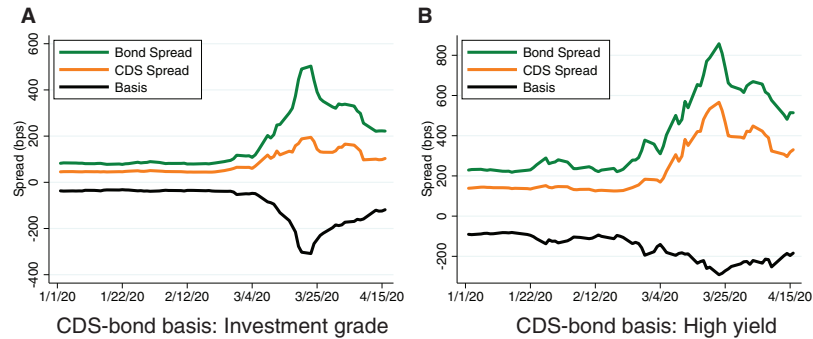 A
Spread (bps)
600
400
200
0
-200
-400
Bond Spread
CDS Spread
Basis
1/1/20 1/22/20 2/12/20 3/4/20 3/25/20 4/15/20
CDS-bond basis: Investment grade
B
Spread (bps)
800
600
400
200
0
-200
Bond Spread
CDS Spread
Basis
1/1/20 1/22/20 2/12/20 3/4/20 3/25/20 4/15/20
CDS-bond basis: High yield